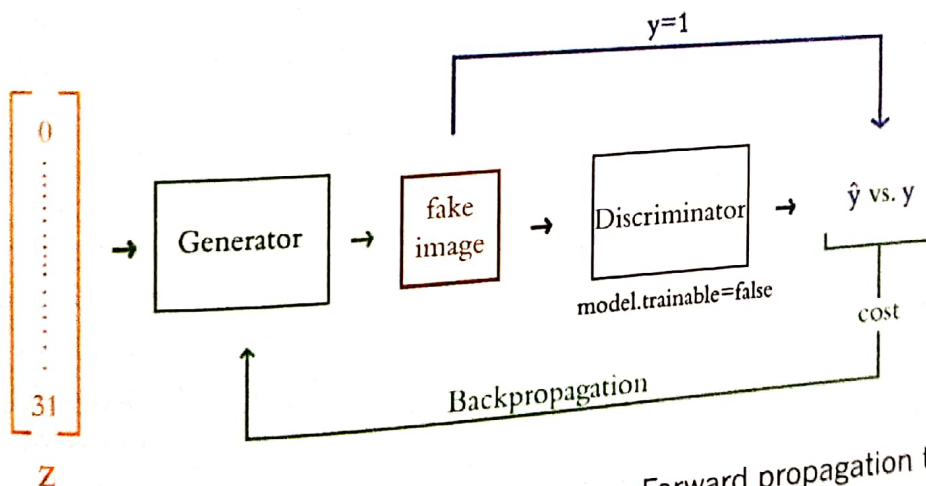 y=1
0
31
z
Generator
fake
image
Discriminator
model.trainable=false
ŷ vs. y
cost
Backpropagation
Forward propagation